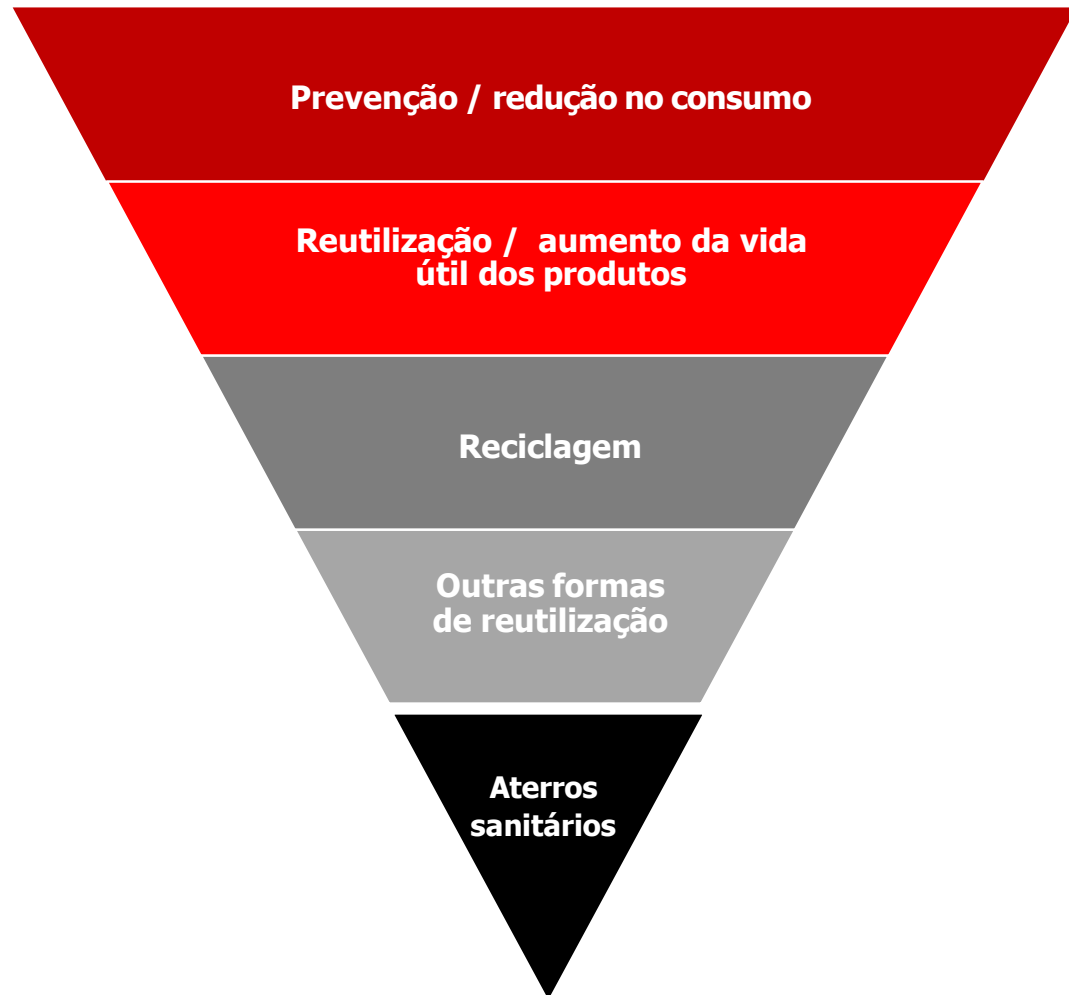 Prevenção / redução no consumo
Reutilização / aumento da vida
útil dos produtos
Reciclagem
Outras formas
de reutilização
Aterros
sanitários